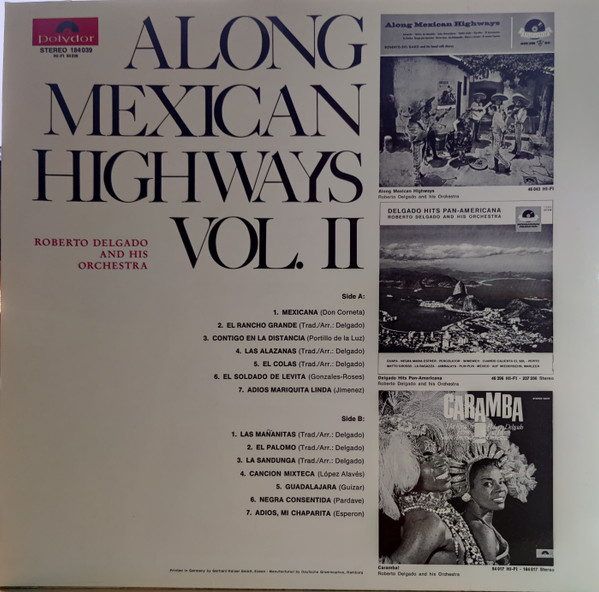 Polydor
STEREO 184 039
ALONG
MEXICAN
HIGHWAYS
VOL. II
ROBERTO DELGADO
AND HIS
ORCHESTRA
Side A:
1. MEXICANA (Don Corneta)
2. EL RANCHO GRANDE (Trad./Arr.: Delgado)
3. CONTIGO EN LA DISTANCIA (Portillo de la Luz)
4. LAS ALAZANAS (Trad./Arr.: Delgado)
5. EL COLAS (Trad./Arr.: Delgado)
6. EL SOLDADO DE LEVITA (Gonzales-Roses)
7. ADIOS MARIQUITA LINDA (Jimenez)
Side B:
1. LAS MAÑANITAS (Trad./Arr.: Delgado)
2. EL PALOMO (Trad./Arr.: Delgado)
3. LA SANDUNGA (Trad./Arr.: Delgado)
4. CANCION MIXTECA (López Alavés)
5. GUADALAJARA (Guizar)
6. NEGRA CONSENTIDA (Pardave)
7. ADIOS, MI CHAPARITA (Esperon)
Along Mexican Highways
Along Mexican Highways
Roberto Delgado and his Orchestra
DELGADO HITS PAN-AMERICANA
ROBERTO DELGADO AND HIS ORCHESTRA
Delgado Hits Pan-Americana
Roberto Delgado and his Orchestra
CARAMBA
Caramba!
Roberto Delgado and his Orchestra